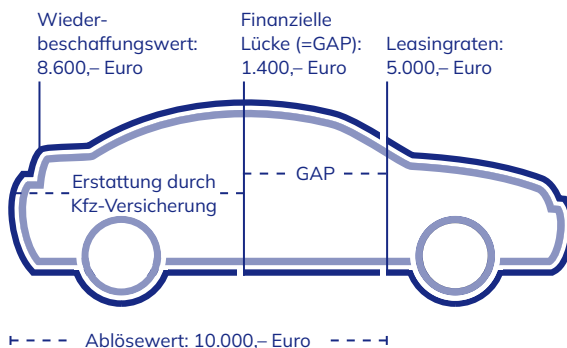 Wieder-
beschaffungswert:
8.600,– Euro
Finanzielle
Lücke (=GAP):
1.400,– Euro
Leasingraten:
5.000,– Euro
Erstattung durch
Kfz-Versicherung
GAP
Ablösewert: 10.000,– Euro